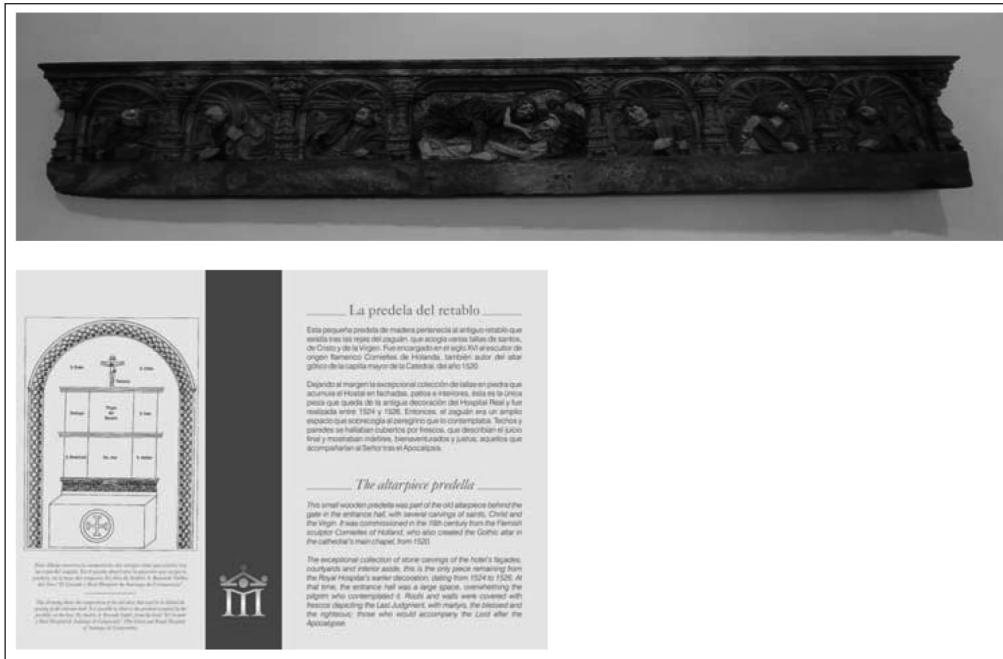 La predela del retablo
Esta pequeña predela de madera pertenecía al antiguo retablo que
existía tras las rejas del zaguán, que acogía varias tallas de santos,
de Cristo y de la Virgen. Fue encargado en el siglo XVI al escultor de
origen flamenco Cornielles de Holanda, también autor del altar
gótico de la capilla mayor de la Catedral, del año 1520.
Dejando al margen la excepcional colección de tallas en piedra que
acumula el Hostal en fachadas, patios e interiores, ésta es la única
pieza que queda de la antigua decoración del Hospital Real y fue
realizada entre 1524 y 1526. Entonces, el zaguán era un amplio
espacio que sobrecogía al peregrino que lo contemplaba. Techos y
paredes se hallaban cubiertos por frescos, que describían el juicio
final y mostraban mártires, bienaventurados y justos; aquellos que
acompañarían al Señor tras el Apocalipsis.
The altarpiece predella
This small wooden predella was part of the old altarpiece behind the
gate in the entrance hall, with several carvings of saints, Christ and
the Virgin. It was commissioned in the 16th century from the Flemish
sculptor Cornielles of Holland, who also created the Gothic altar in
the cathedral's main chapel, from 1520.
The exceptional collection of stone carvings of the hotel's façades,
courtyards and interior aside, this is the only piece remaining from
the Royal Hospital's earlier decoration, dating from 1524 to 1526. At
that time, the entrance hall was a large space, overwhelming the
pilgrim who contemplated it. Roofs and walls were covered with
frescos depicting the Last Judgment, with martyrs, the blessed and
the righteous; those who would accompany the Lord after the
Apocalypse.